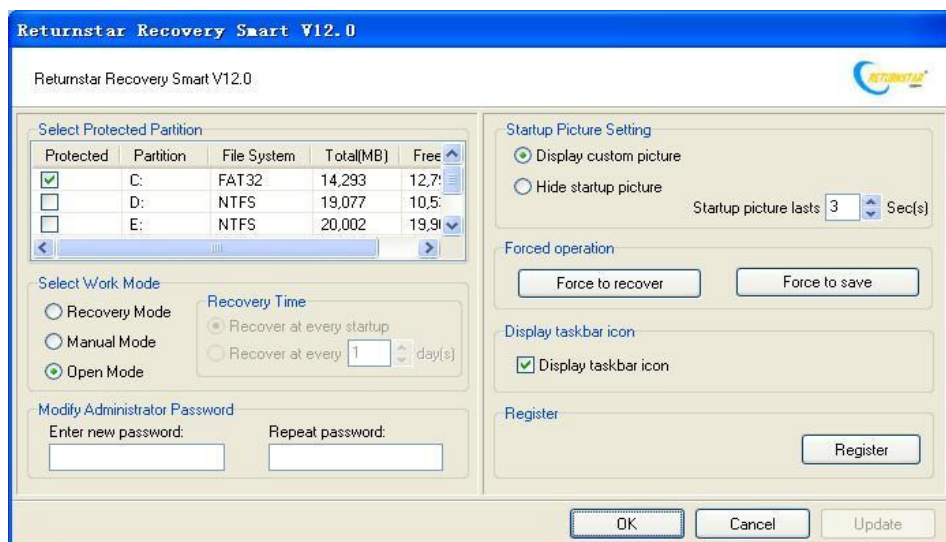 Returnstar Recovery Smart V12.0
Returnstar Recovery Smart V12.0
RETURNSTAR
Select Protected Partition
Protected Partition File System Total(MB) Free
C: FAT32 14,293
D: NTFS 19,077
E: NTFS 20,002
Select Work Mode
Recovery Mode
Manual Mode
Open Mode
Recovery Time
Recover at every startup
Recover at every 1 day(s)
Modify Administrator Password
Enter new password: Repeat password:
Startup Picture Setting
Display custom picture
Hide startup picture
Startup picture lasts 3 Sec(s)
Forced operation
Force to recover Force to save
Display taskbar icon
Display taskbar icon
Register
Register
OK Cancel Update